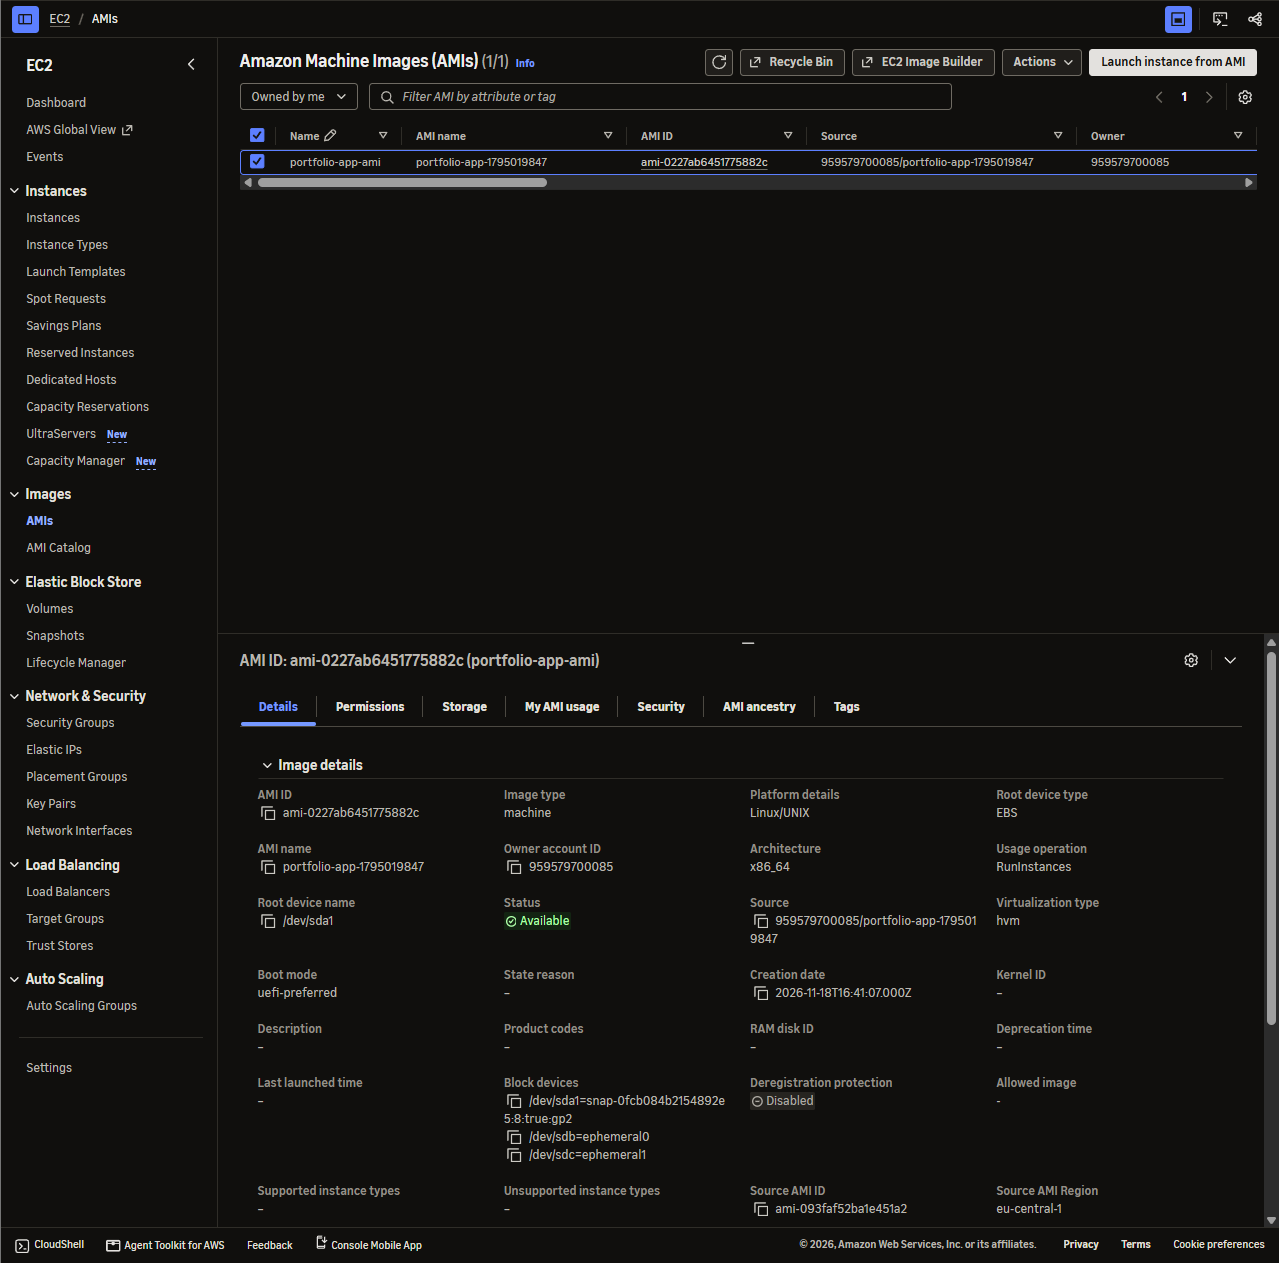 EC2 / AMIs
EC2
Dashboard
AWS Global View
Events
Instances
Instances
Instance Types
Launch Templates
Spot Requests
Savings Plans
Reserved Instances
Dedicated Hosts
Capacity Reservations
UltraServers New
Capacity Manager New
Images
AMIs
AMI Catalog
Elastic Block Store
Volumes
Snapshots
Lifecycle Manager
Network & Security
Security Groups
Elastic IPs
Placement Groups
Key Pairs
Network Interfaces
Load Balancing
Load Balancers
Target Groups
Trust Stores
Auto Scaling
Auto Scaling Groups
Settings
Amazon Machine Images (AMIs) (1/1) Info
Recycle Bin
EC2 Image Builder
Actions
Launch instance from AMI
Owned by me
Filter AMI by attribute or tag
1
Name AMI name AMI ID Source Owner
portfolio-app-ami portfolio-app-1795019847 ami-0227ab6451775882c 959579700085/portfolio-app-1795019847 959579700085
AMI ID: ami-0227ab6451775882c (portfolio-app-ami)
Details Permissions Storage My AMI usage Security AMI ancestry Tags
Image details
AMI ID Image type Platform details Root device type
ami-0227ab6451775882c machine Linux/UNIX EBS
AMI name Owner account ID Architecture Usage operation
portfolio-app-1795019847 959579700085 x86_64 RunInstances
Root device name Status Source Virtualization type
/dev/sda1 Available 959579700085/portfolio-app-179501 hvm
9847
Boot mode State reason Creation date Kernel ID
uefi-preferred – 2026-11-18T16:41:07.000Z –
Description Product codes RAM disk ID Deprecation time
– – – –
Last launched time Block devices Deregistration protection Allowed image
– /dev/sda1=snap-0fcb084b2154892e Disabled -
5:8:true:gp2
/dev/sdb=ephemeral0
/dev/sdc=ephemeral1
Supported instance types Unsupported instance types Source AMI ID Source AMI Region
– – ami-093faf52ba1e451a2 eu-central-1
CloudShell Agent Toolkit for AWS Feedback Console Mobile App © 2026, Amazon Web Services, Inc. or its affiliates. Privacy Terms Cookie preferences